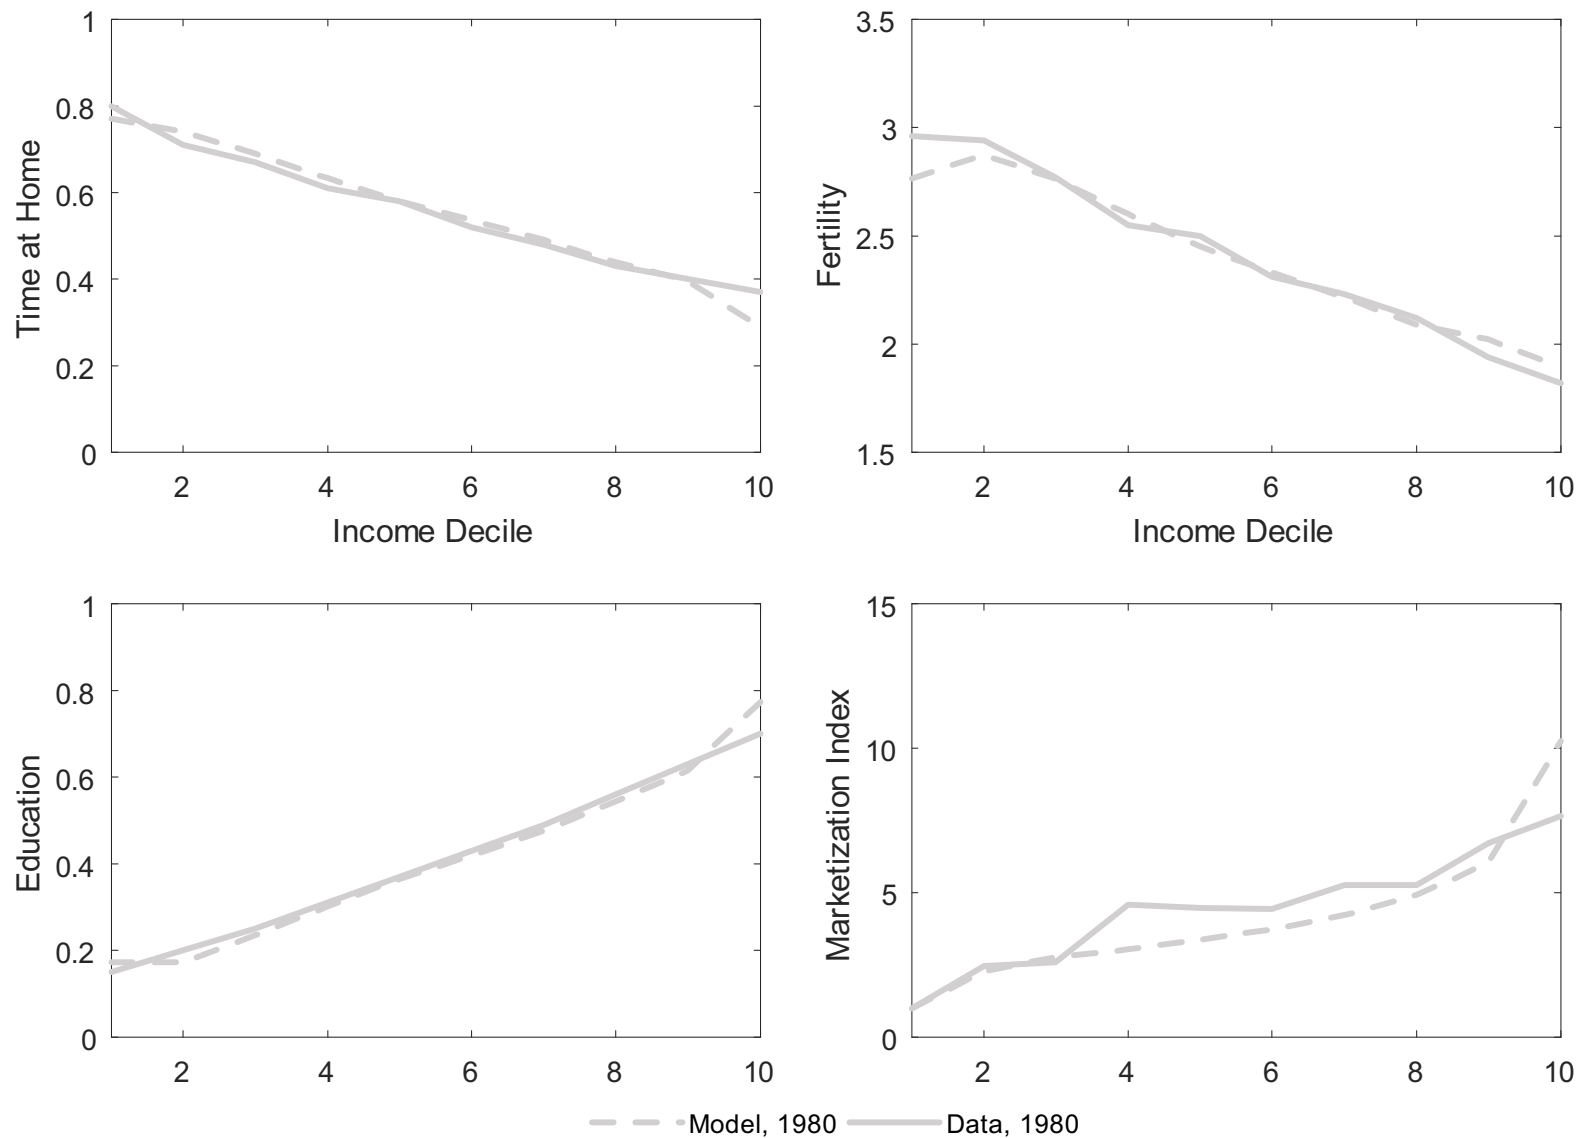 Time at Home
1
0.8
0.6
0.4
0.2
0
2 4 6 8 10
Income Decile
Fertility
3.5
3
2.5
2
1.5
2 4 6 8 10
Income Decile
Education
1
0.8
0.6
0.4
0.2
0
2 4 6 8 10
Marketization Index
15
10
5
0
2 4 6 8 10
Model, 1980 Data, 1980